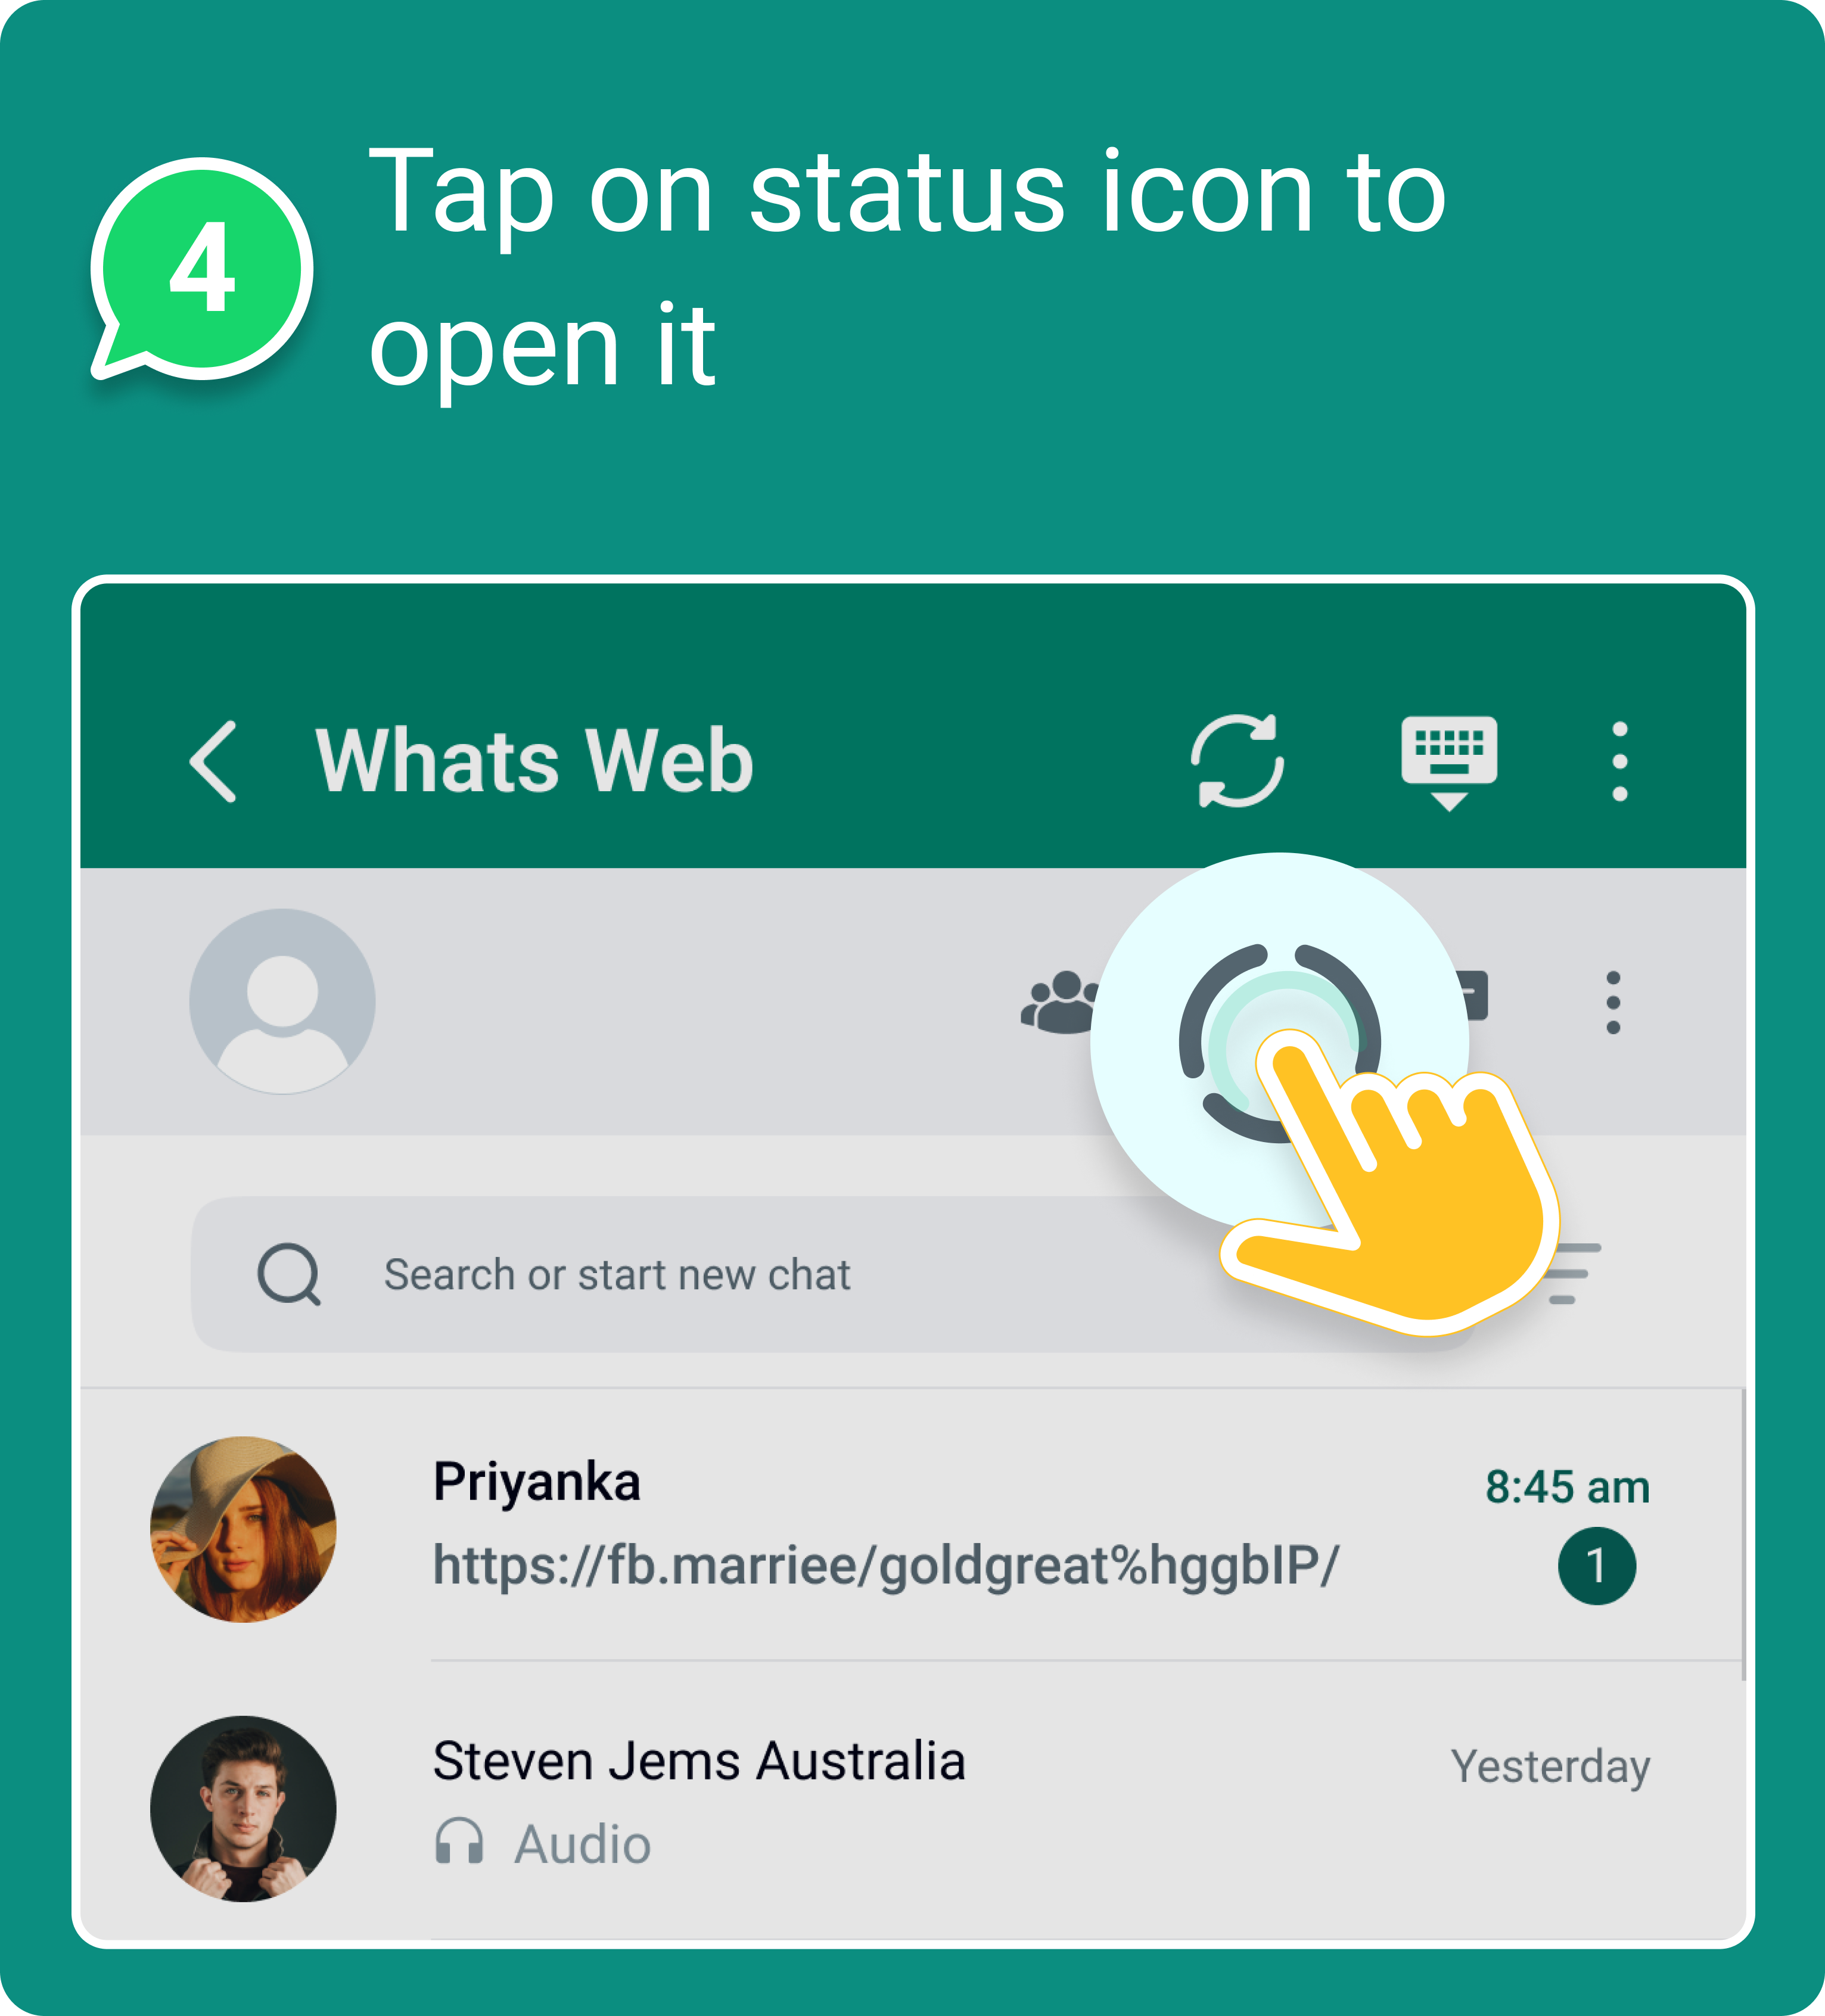 4
Tap on status icon to
open it
Whats Web
Search or start new chat
Priyanka
8:45 am
https://fb.marriee/goldgreat%hggbIP/
1
Steven Jems Australia
Yesterday
Audio